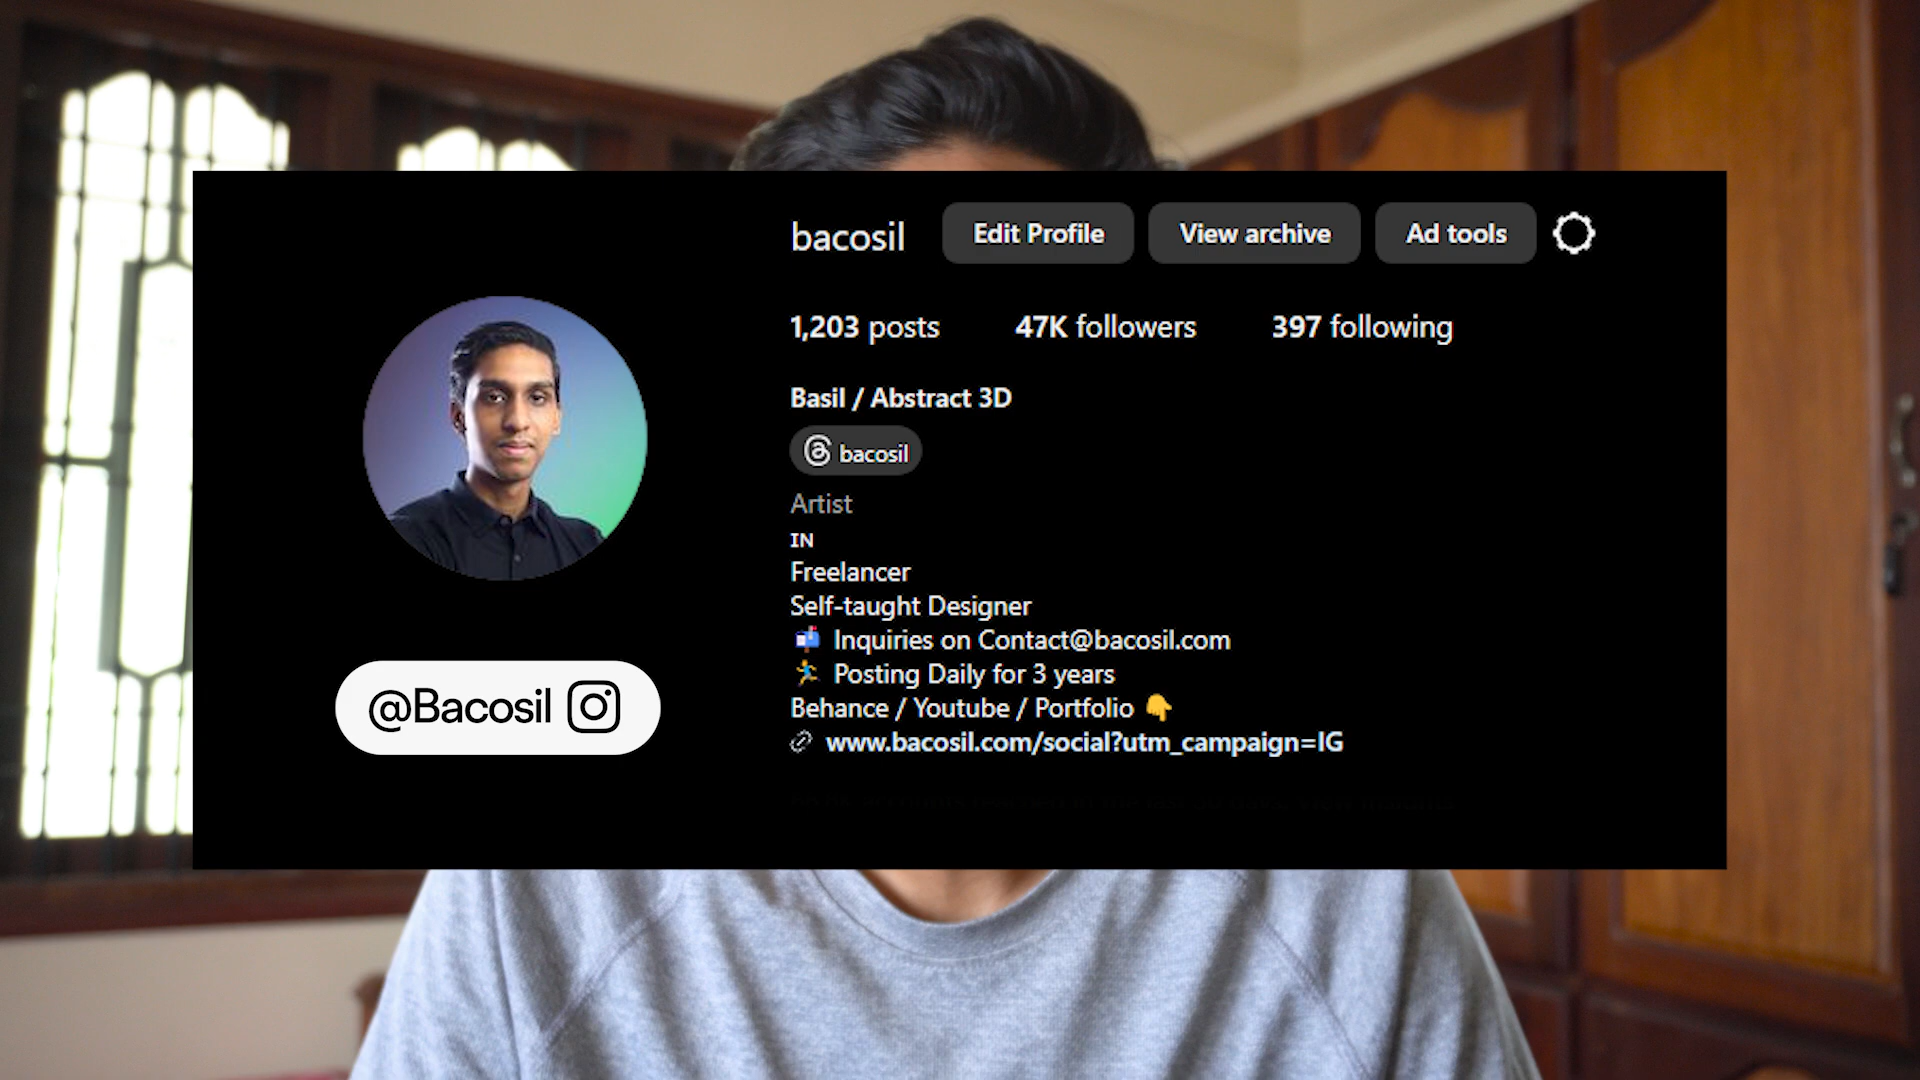 bacosil Edit Profile View archive Ad tools
1,203 posts 47K followers 397 following
Basil / Abstract 3D
bacosil
Artist
IN
Freelancer
Self-taught Designer
📬 Inquiries on Contact@bacosil.com
🏃 Posting Daily for 3 years
Behance / Youtube / Portfolio 👇
www.bacosil.com/social?utm_campaign=IG
@Bacosil